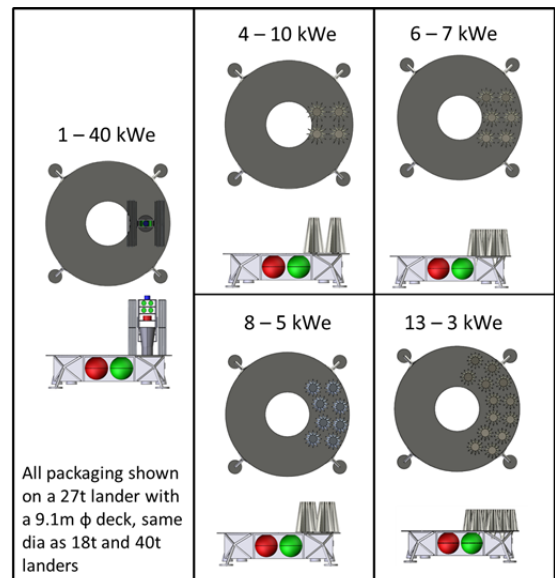 1 – 40 kWe
4 – 10 kWe
6 – 7 kWe
8 – 5 kWe
13 – 3 kWe
All packaging shown
on a 27t lander with
a 9.1m ϕ deck, same
dia as 18t and 40t
landers